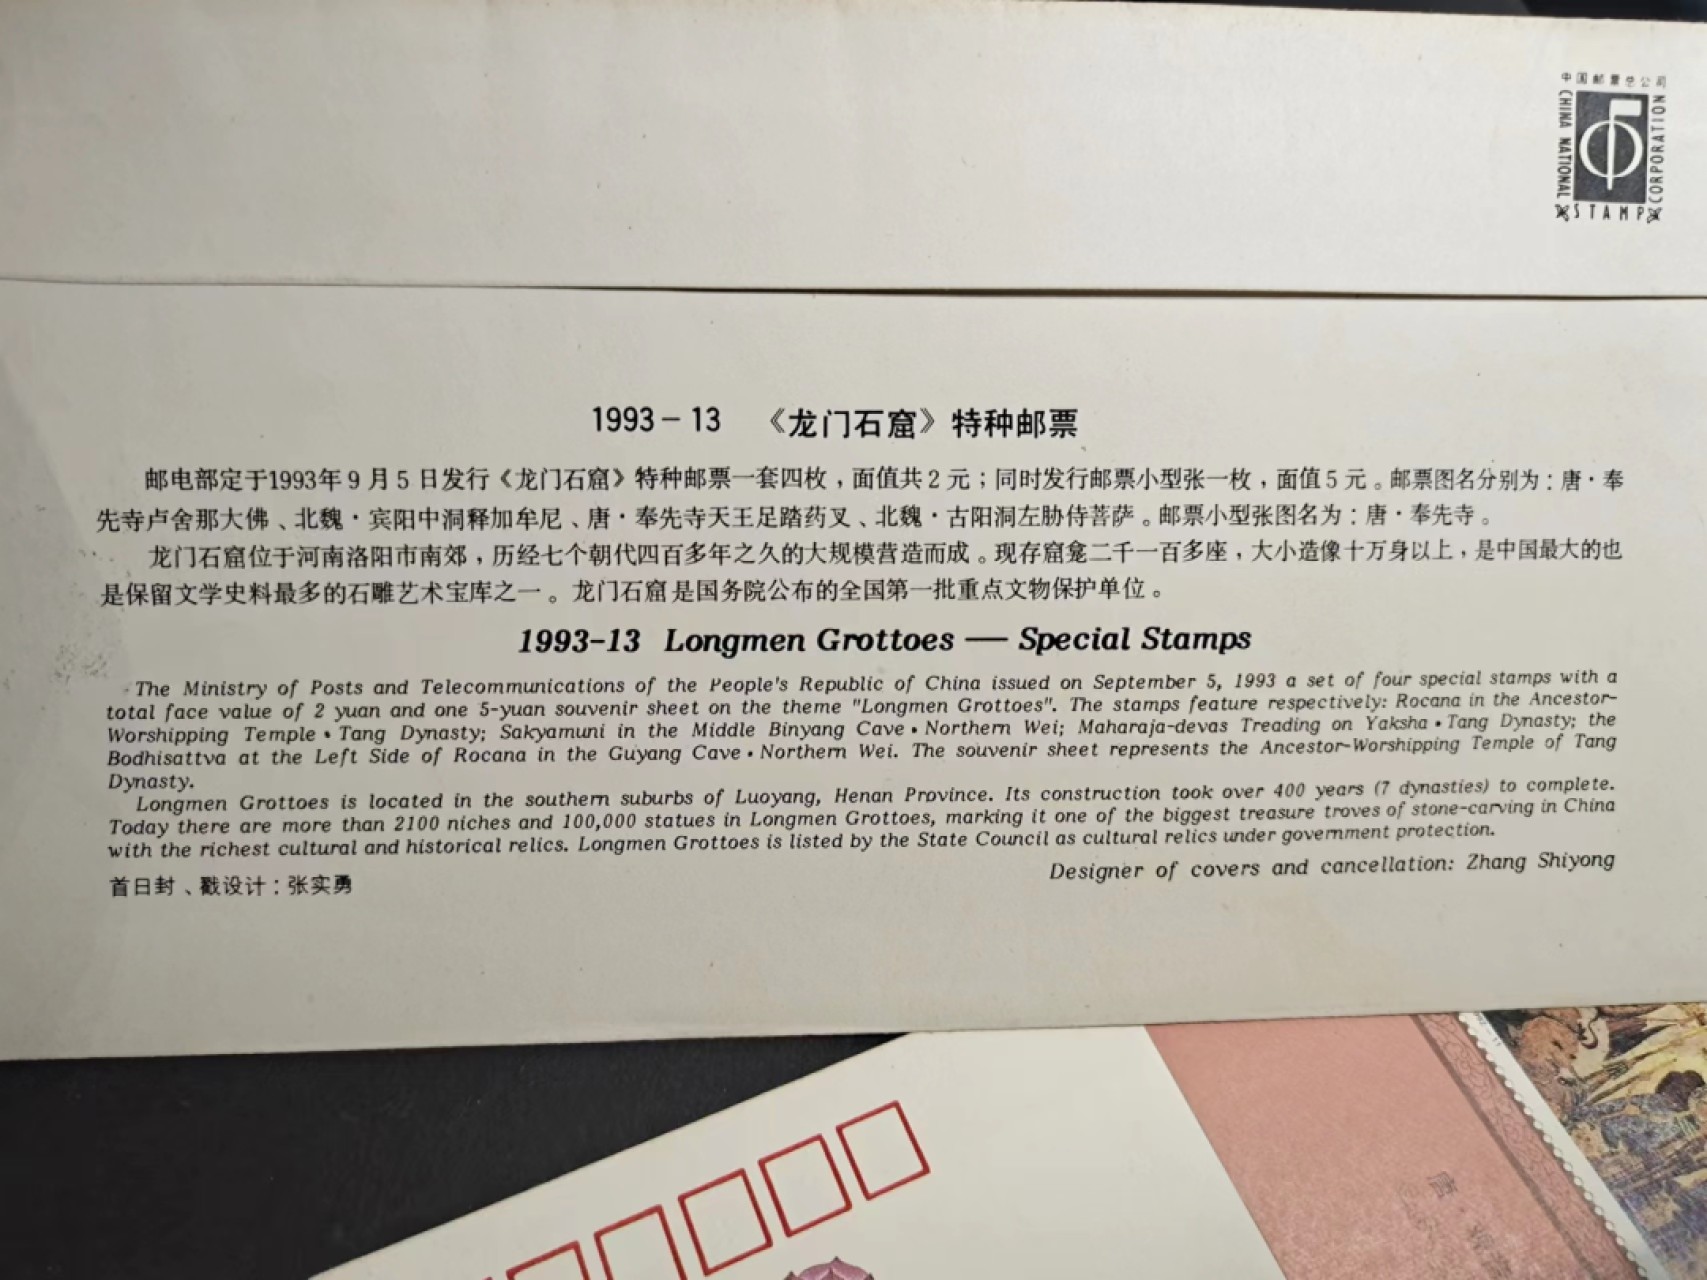 中国邮票总公司
CHINA NATIONAL
STAMP
CORPORATION
1993-13 《龙门石窟》特种邮票
邮电部定于1993年9月5日发行《龙门石窟》特种邮票一套四枚，面值共2元；同时发行邮票小型张一枚，面值5元。邮票图名分别为：唐·奉
先寺卢舍那大佛、北魏·宾阳中洞释加牟尼、唐·奉先寺天王足踏药叉、北魏·古阳洞左胁侍菩萨。邮票小型张图名为：唐·奉先寺。
龙门石窟位于河南洛阳市南郊，历经七个朝代四百多年之久的大规模营造而成。现存窟龛二千一百多座，大小造像十万身以上，是中国最大的也
是保留文学史料最多的石雕艺术宝库之一。龙门石窟是国务院公布的全国第一批重点文物保护单位。
1993-13 Longmen Grottoes — Special Stamps
The Ministry of Posts and Telecommunications of the People's Republic of China issued on September 5, 1993 a set of four special stamps with a
total face value of 2 yuan and one 5-yuan souvenir sheet on the theme "Longmen Grottoes". The stamps feature respectively: Rocana in the Ancestor-
Worshipping Temple • Tang Dynasty; Sakyamuni in the Middle Binyang Cave • Northern Wei; Maharaja-devas Treading on Yaksha • Tang Dynasty; the
Bodhisattva at the Left Side of Rocana in the Guyang Cave • Northern Wei. The souvenir sheet represents the Ancestor-Worshipping Temple of Tang
Dynasty.
Longmen Grottoes is located in the southern suburbs of Luoyang, Henan Province. Its construction took over 400 years (7 dynasties) to complete.
Today there are more than 2100 niches and 100,000 statues in Longmen Grottoes, marking it one of the biggest treasure troves of stone-carving in China
with the richest cultural and historical relics. Longmen Grottoes is listed by the State Council as cultural relics under government protection.
首日封、戳设计：张实勇
Designer of covers and cancellation: Zhang Shiyong
唐·